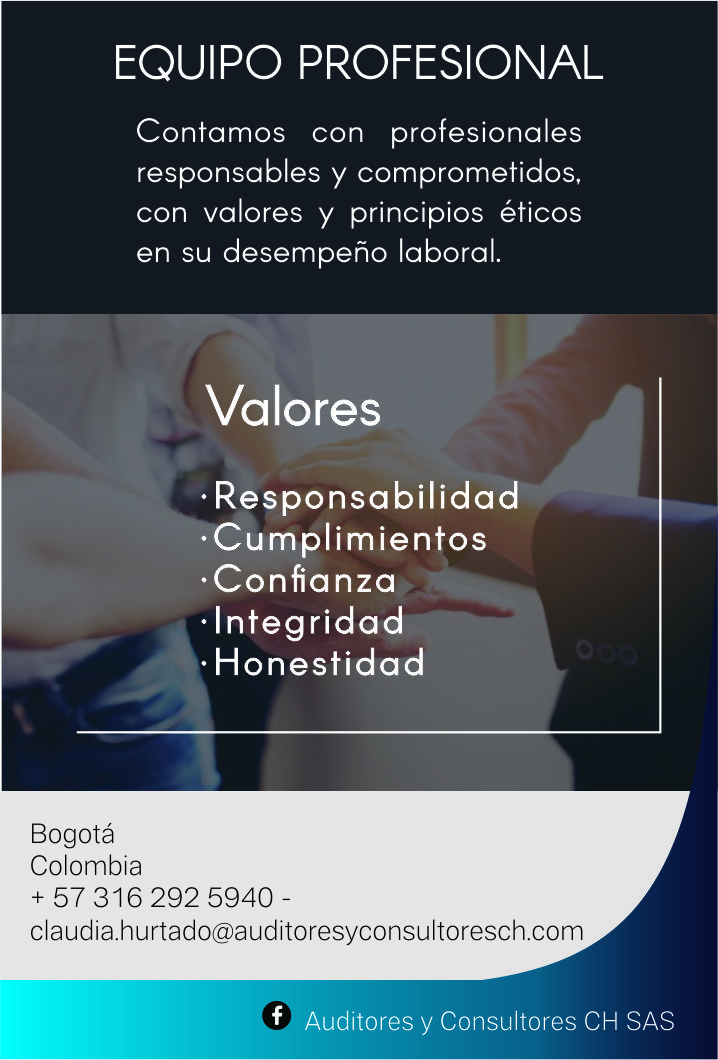 EQUIPO PROFESIONAL
Contamos con profesionales
responsables y comprometidos,
con valores y principios éticos
en su desempeño laboral.
Valores
·Responsabilidad
·Cumplimientos
·Confianza
·Integridad
·Honestidad
Bogotá
Colombia
+ 57 316 292 5940 -
claudia.hurtado@auditoresyconsultoresch.com
Auditores y Consultores CH SAS